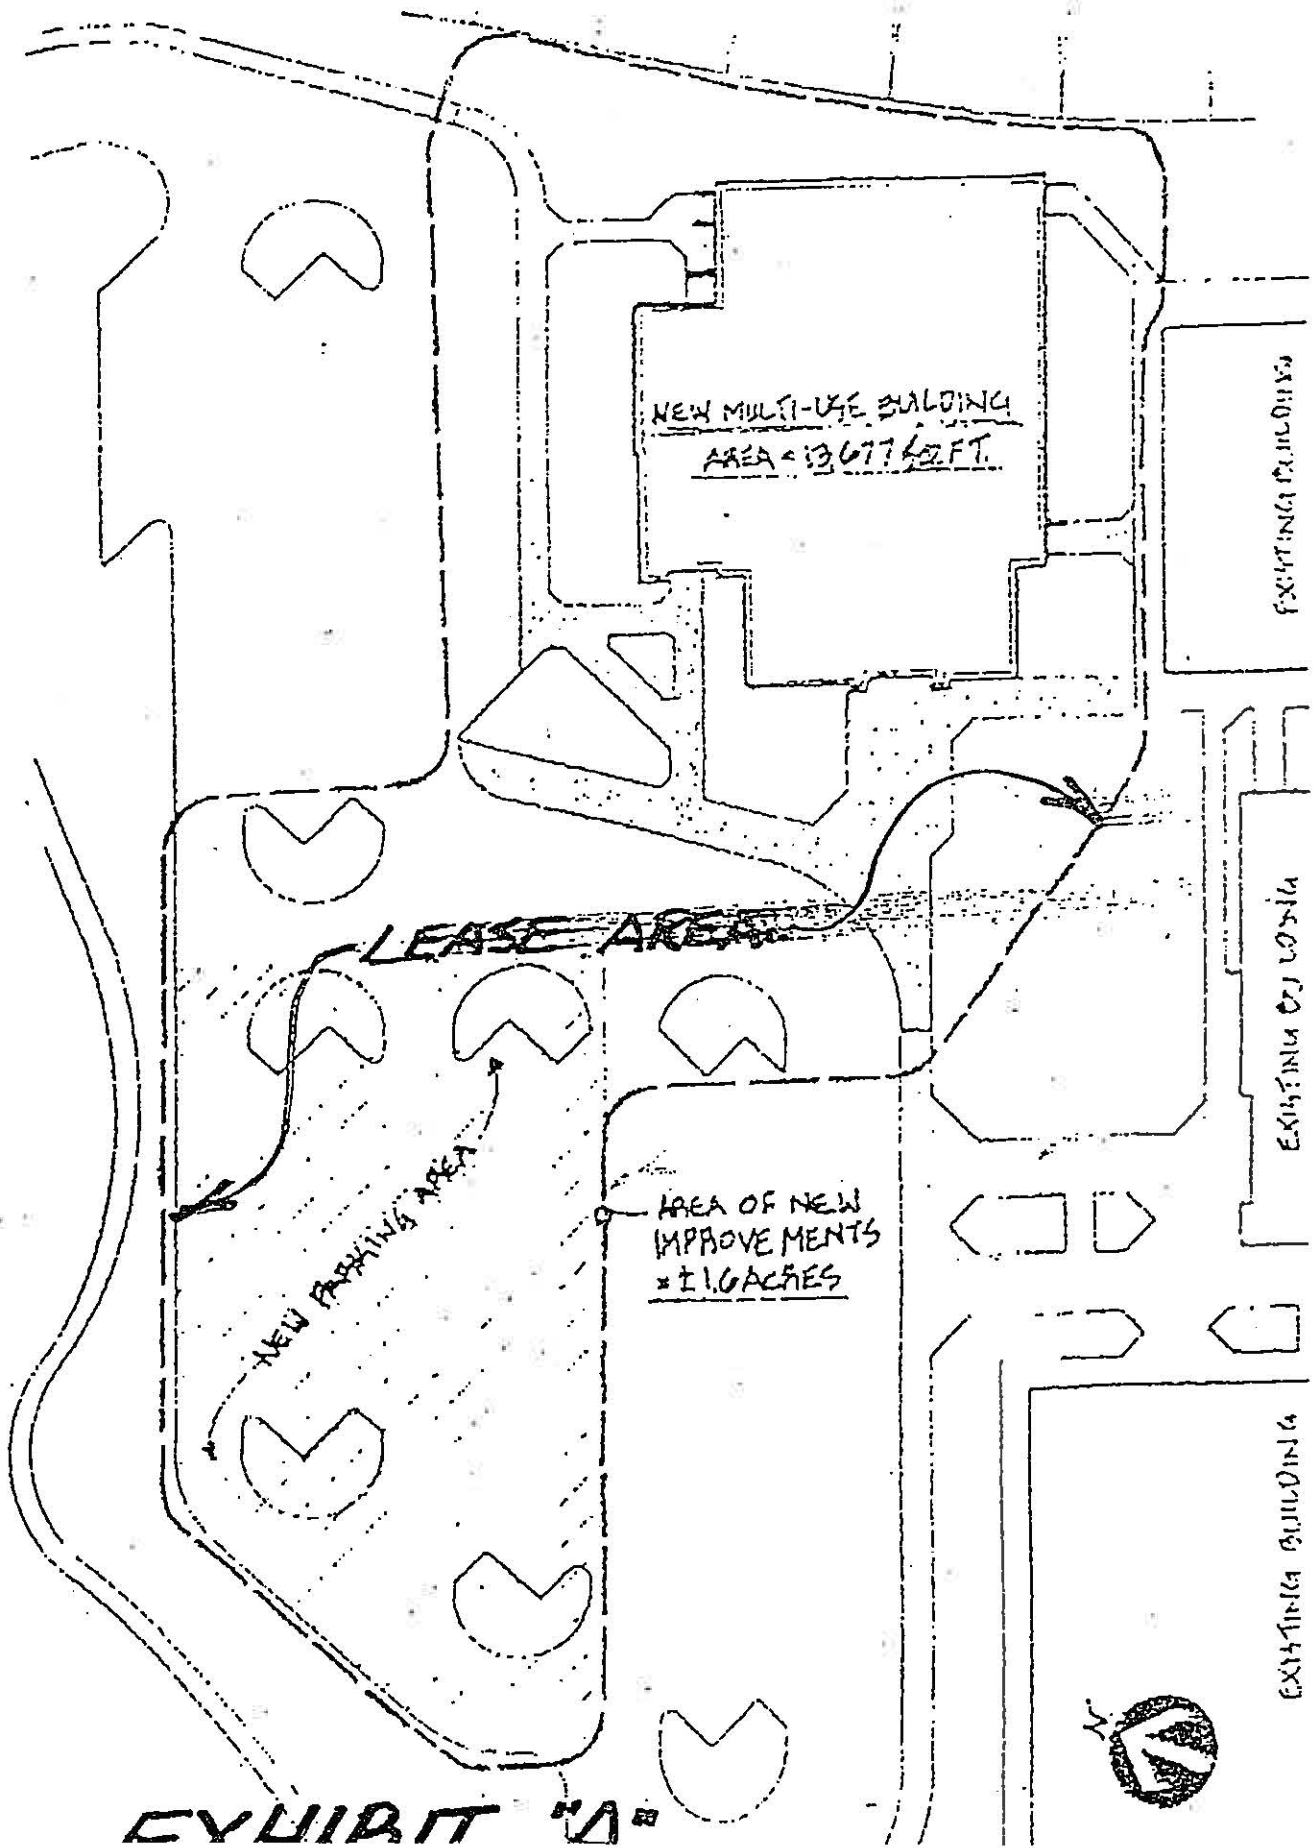 NEW MULTI-USE BUILDING
AREA = 13,677 SQ. FT.
EXISTING BUILDING
LEASE AREA
EXISTING BUILDING
NEW PARKING AREA
AREA OF NEW
IMPROVEMENTS
= ±1.6 ACRES
EXISTING BUILDING
N
EXHIBIT "A"